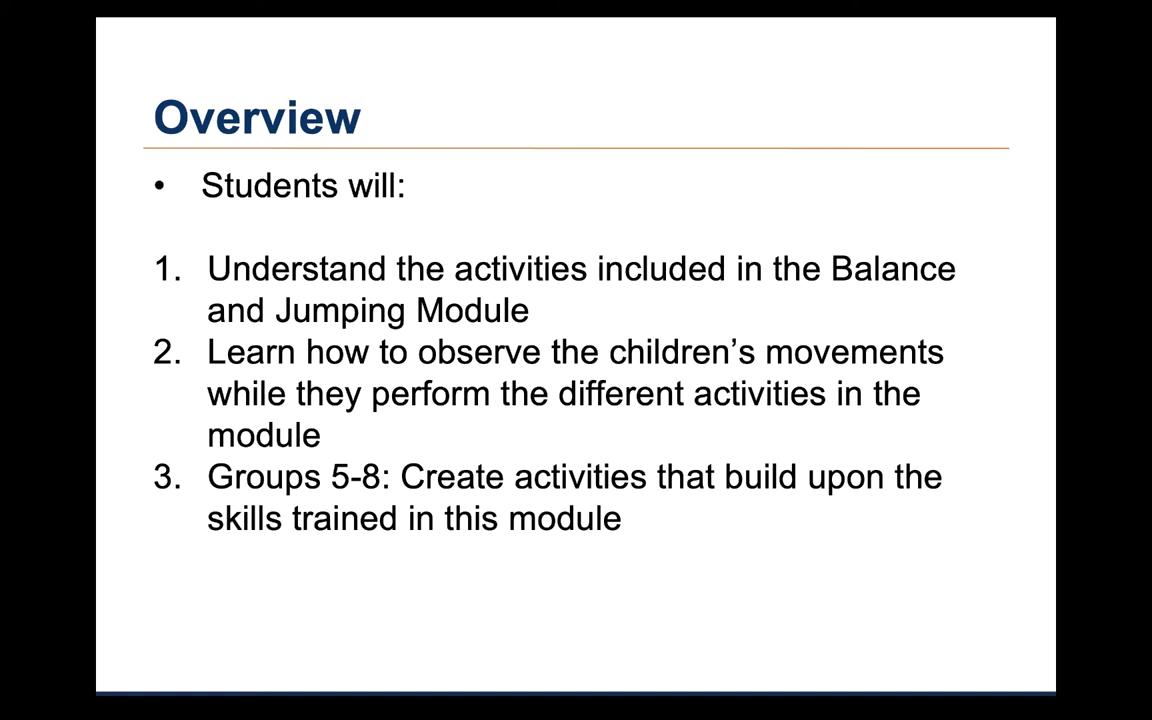 Overview
• Students will:
1. Understand the activities included in the Balance
and Jumping Module
2. Learn how to observe the children’s movements
while they perform the different activities in the
module
3. Groups 5-8: Create activities that build upon the
skills trained in this module